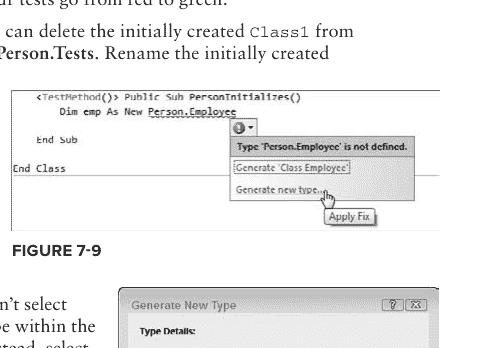 ur tests go from red to green.
can delete the initially created Class1 from
Person.Tests. Rename the initially created
<TestMethod()> Public Sub PersonInitializes()
Dim emp As New Person.Employee
End Sub
Type 'Person.Employee' is not defined.
Generate 'Class Employee'
End Class
Generate new type...
Apply Fix
FIGURE 7-9
n't select
pe within the
stead, select
Generate New Type
Type Details: